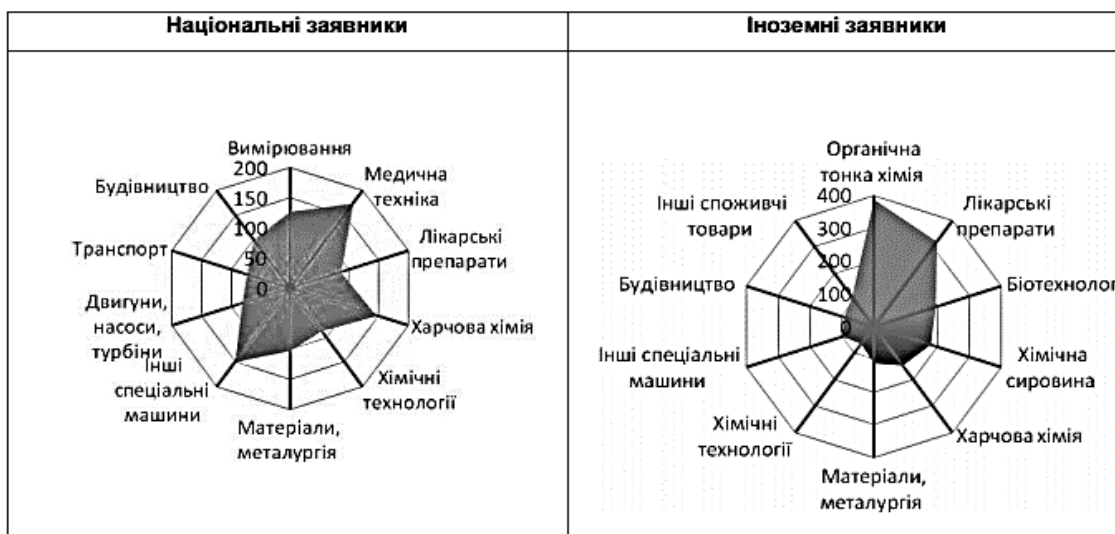 Національні заявники
Іноземні заявники
Вимірювання
200
150
100
50
0
Медична
техніка
Лікарські
препарати
Харчова хімія
Хімічні
технології
Матеріали,
металургія
Інші
спеціальні
машини
Двигуни,
насоси,
турбіни
Транспорт
Будівництво
Органічна
тонка хімія
400
300
200
100
0
Лікарські
препарати
Біотехнолог
Хімічна
сировина
Харчова хімія
Матеріали,
металургія
Хімічні
технології
Інші спеціальні
машини
Будівництво
Інші споживчі
товари